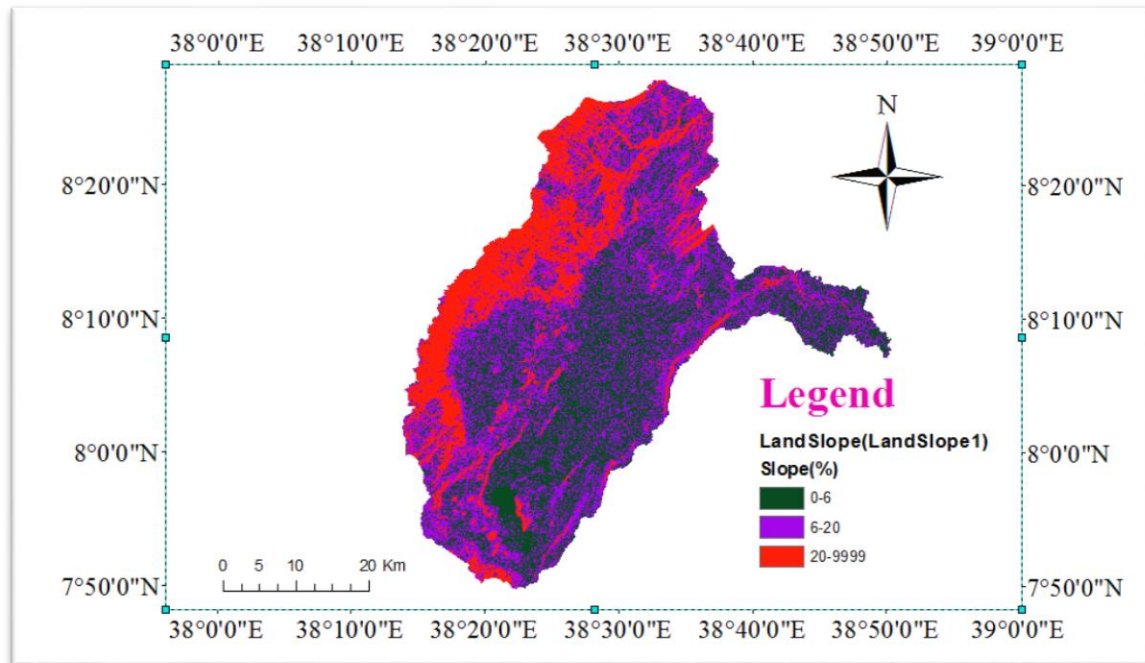 38°0'0"E 38°10'0"E 38°20'0"E 38°30'0"E 38°40'0"E 38°50'0"E 39°0'0"E
N
8°20'0"N 8°20'0"N
8°10'0"N 8°10'0"N
Legend
LandSlope(LandSlope1)
8°0'0"N 8°0'0"N
Slope(%)
0-6
6-20
20-9999
0 5 10 20 Km
7°50'0"N 7°50'0"N
38°0'0"E 38°10'0"E 38°20'0"E 38°30'0"E 38°40'0"E 38°50'0"E 39°0'0"E